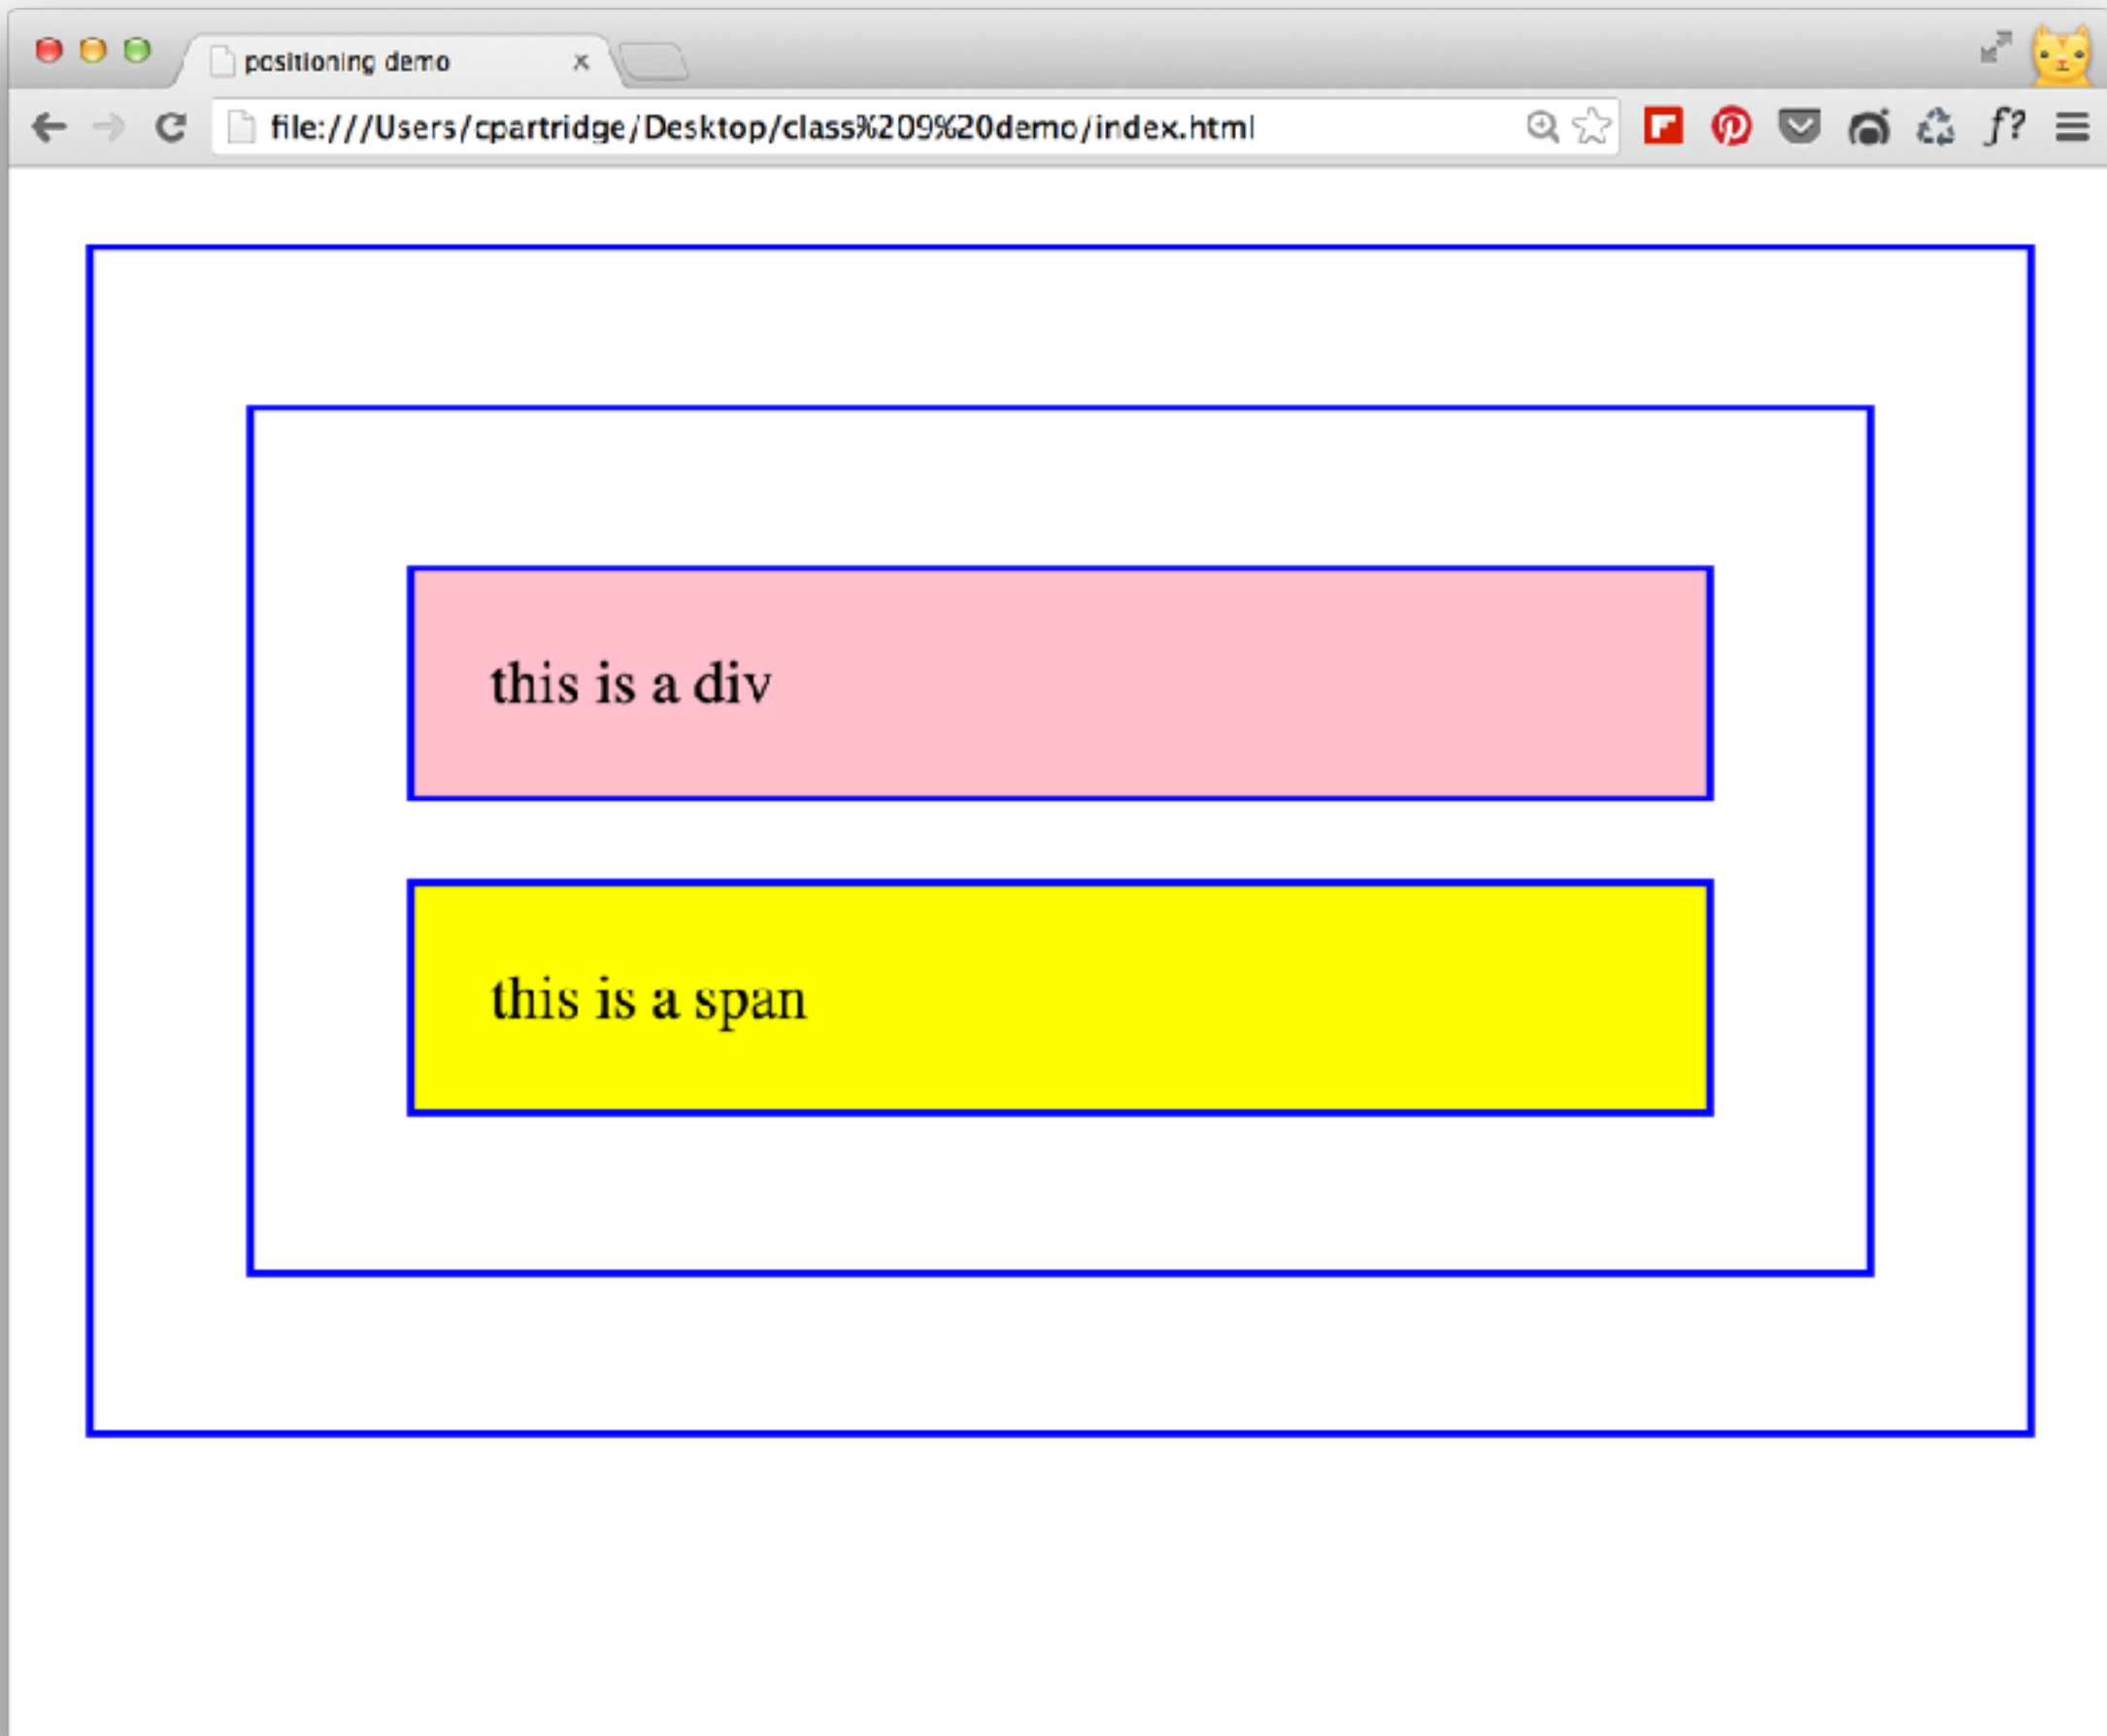 positioning demo
file:///Users/cpartridge/Desktop/class%209%20demo/index.html
f?
this is a div
this is a span